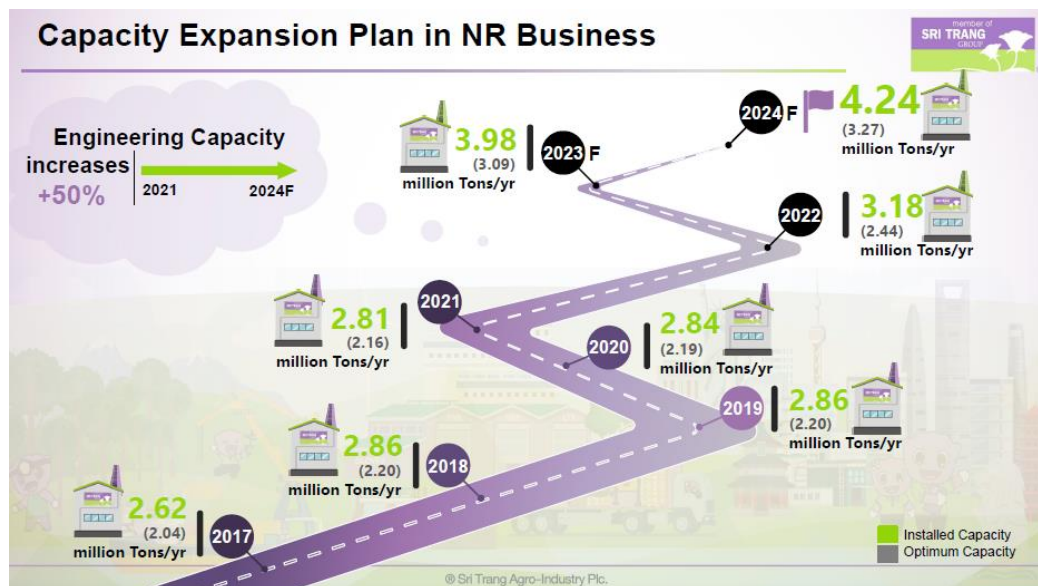 Capacity Expansion Plan in NR Business
member of
SRI TRANG
GROUP
Engineering Capacity
increases
+50%
2021
2024F
2024 F
4.24
(3.27)
million Tons/yr
3.98
(3.09)
million Tons/yr
2023 F
2022
3.18
(2.44)
million Tons/yr
2.81
(2.16)
million Tons/yr
2021
2020
2.84
(2.19)
million Tons/yr
2019
2.86
(2.20)
million Tons/yr
2.86
(2.20)
million Tons/yr
2018
2.62
(2.04)
million Tons/yr
2017
Installed Capacity
Optimum Capacity
® Sri Trang Agro-Industry Plc.